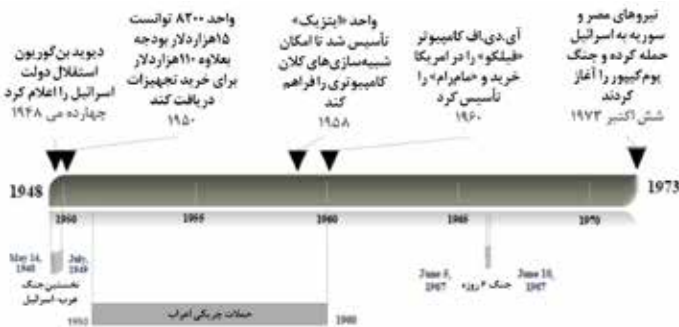 دیوید بن‌گوریون
استقلال دولت
اسرائیل را اعلام کرد
چهارده می ۱۹۴۸
واحد ۸۲۰۰ توانست
۱۵هزاردلار بودجه
بعلاوه ۱۱۰هزاردلار
برای خرید تجهیزات
دریافت کند
۱۹۵۰
واحد «ایتزیک»
تأسیس شد تا امکان
شبیه‌سازی‌های کلان
کامپیوتری را فراهم
کند
۱۹۵۸
آی.دی.اف کامپیوتر
«فیلکو» را در امریکا
خرید و «مام‌رام» را
تأسیس کرد
۱۹۶۰
نیروهای مصر و
سوریه به اسرائیل
حمله کرده و جنگ
یوم‌کیپور را آغاز
کردند
شش اکتبر ۱۹۷۳
1948
1973
1950
1955
1960
1965
1970
May 14,
1948
July,
1949
نخستین جنگ
عرب-اسرائیل
June 5,
1967
جنگ ۶ روزه
June 10,
1967
حملات چریکی اعراب
1960